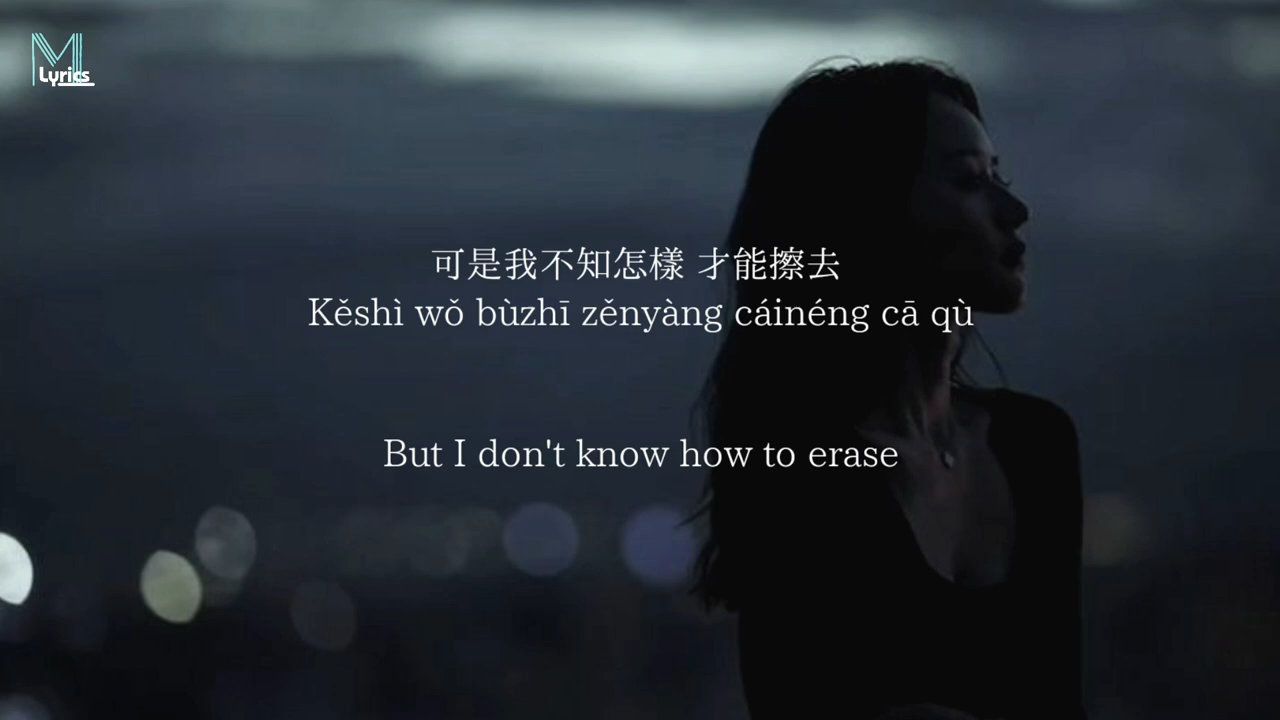 M
Lyrics
可是我不知怎樣 才能擦去
Kěshì wǒ bùzhī zěnyàng cáinéng cā qù
But I don't know how to erase